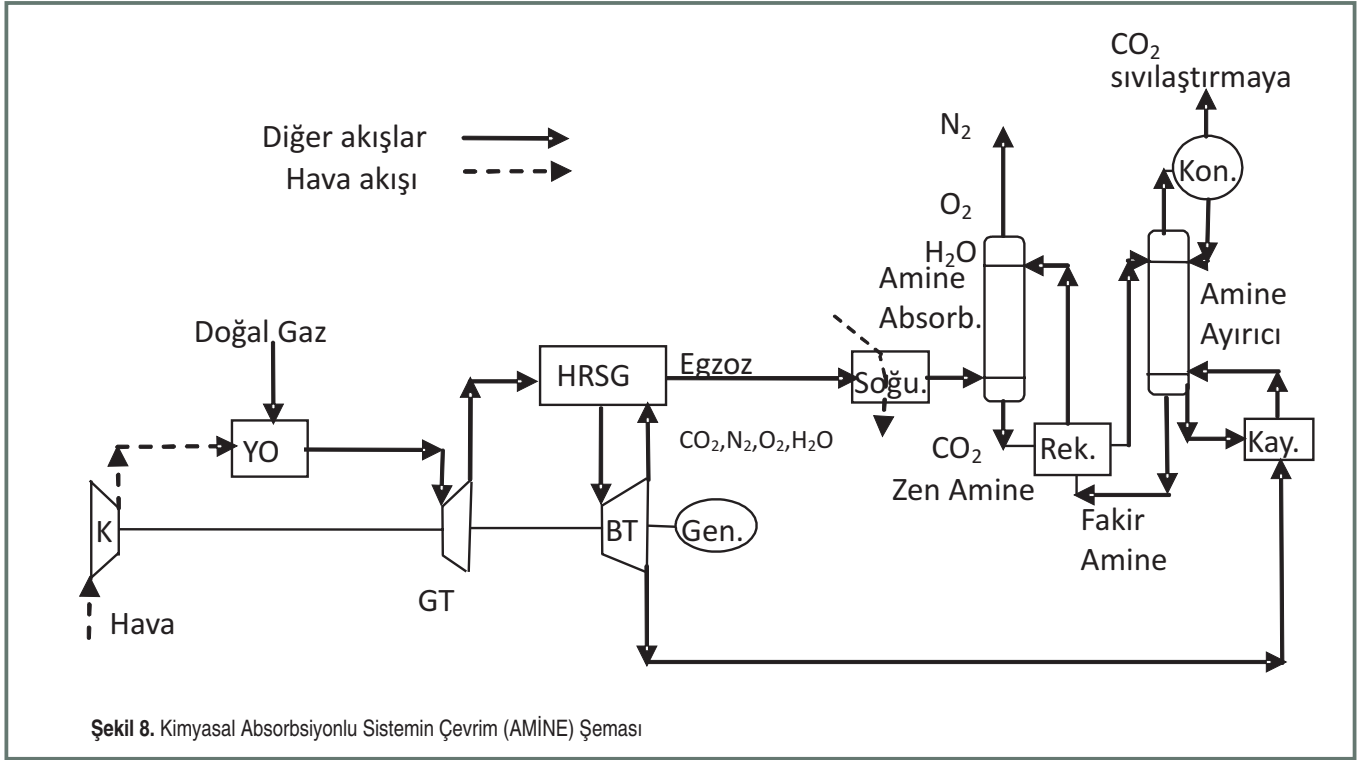 CO₂
sıvılaştırmaya
Diğer akışlar
Hava akışı
N₂
O₂
H₂O
Kon.
Amine
Absorb.
Amine
Ayırıcı
Doğal Gaz
YO
HRSG
Egzoz
Soğu.
CO₂,N₂,O₂,H₂O
CO₂
Zen Amine
Rek.
Kay.
Fakir
Amine
K
GT
BT
Gen.
Hava
Şekil 8. Kimyasal Absorbsiyonlu Sistemin Çevrim (AMİNE) Şeması